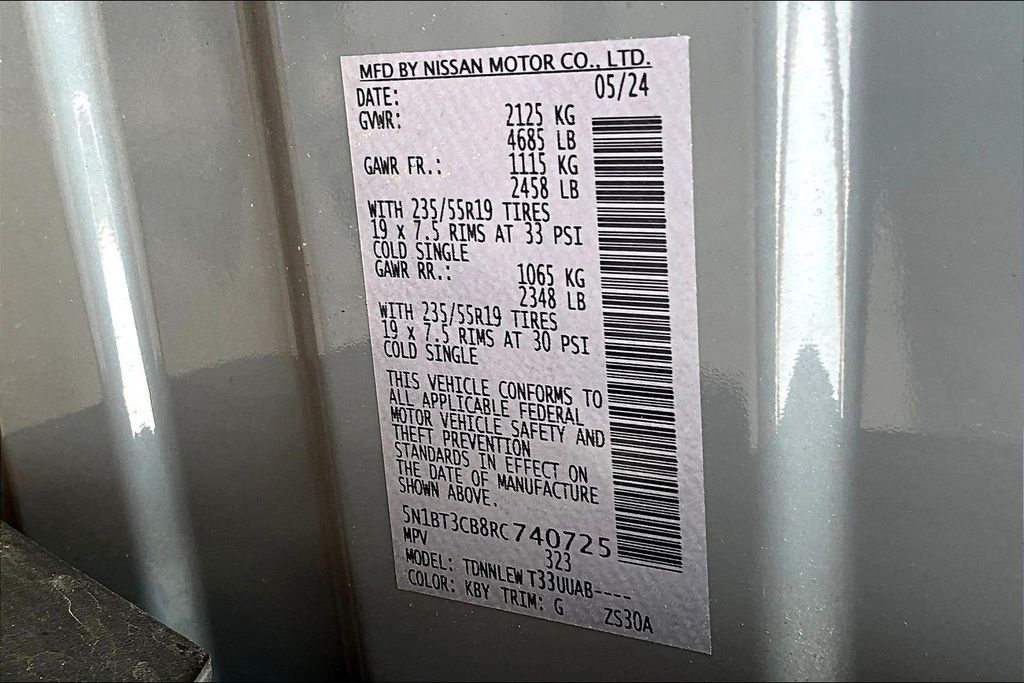 MFD BY NISSAN MOTOR CO., LTD.
DATE: 05/24
GVWR: 2125 KG
4685 LB
GAWR FR.: 1115 KG
2458 LB
WITH 235/55R19 TIRES
19 x 7.5 RIMS AT 33 PSI
COLD SINGLE
GAWR RR.: 1065 KG
2348 LB
WITH 235/55R19 TIRES
19 x 7.5 RIMS AT 30 PSI
COLD SINGLE
THIS VEHICLE CONFORMS TO
ALL APPLICABLE FEDERAL
MOTOR VEHICLE SAFETY AND
THEFT PREVENTION
STANDARDS IN EFFECT ON
THE DATE OF MANUFACTURE
SHOWN ABOVE.
5N1BT3CB8RC740725
MPV 323
MODEL: TDNNLEWT33UUAB----
COLOR: KBY TRIM: G ZS30A